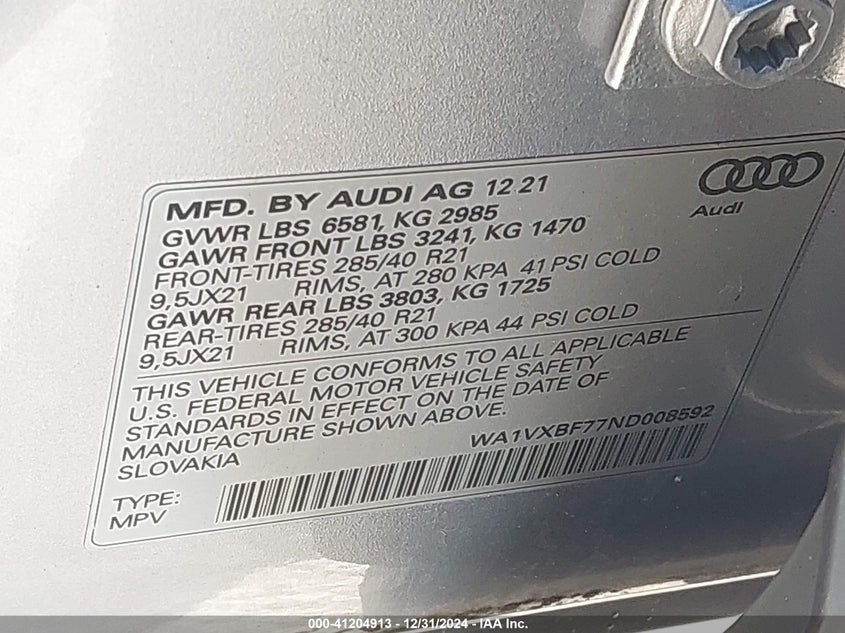 MFD. BY AUDI AG 12 21
GVWR LBS 6581, KG 2985
GAWR FRONT LBS 3241, KG 1470
FRONT-TIRES 285/40 R21
9,5JX21 RIMS, AT 280 KPA 41 PSI COLD
GAWR REAR LBS 3803, KG 1725
REAR-TIRES 285/40 R21
9,5JX21 RIMS, AT 300 KPA 44 PSI COLD
Audi
THIS VEHICLE CONFORMS TO ALL APPLICABLE
U.S. FEDERAL MOTOR VEHICLE SAFETY
STANDARDS IN EFFECT ON THE DATE OF
MANUFACTURE SHOWN ABOVE.
SLOVAKIA
WA1VXBF77ND008592
TYPE:
MPV
000-41204913 - 12/31/2024 - IAA Inc.